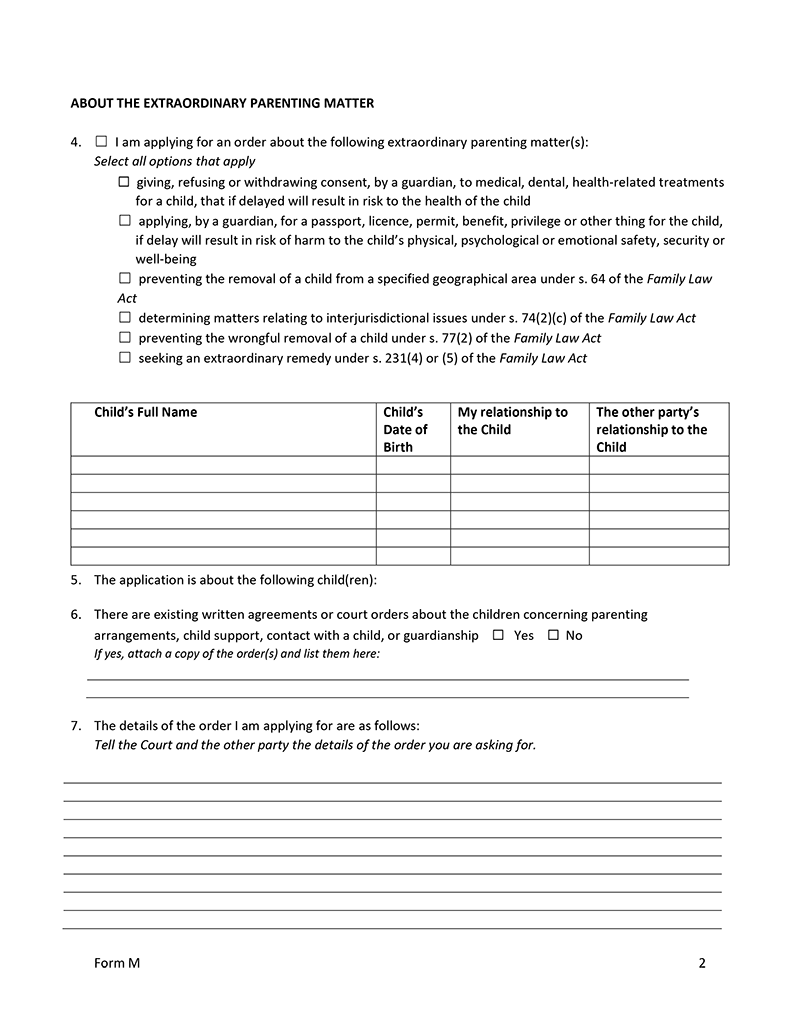 ABOUT THE EXTRAORDINARY PARENTING MATTER
4. ☐ I am applying for an order about the following extraordinary parenting matter(s):
Select all options that apply
☐ giving, refusing or withdrawing consent, by a guardian, to medical, dental, health-related treatments
for a child, that if delayed will result in risk to the health of the child
☐ applying, by a guardian, for a passport, licence, permit, benefit, privilege or other thing for the child,
if delay will result in risk of harm to the child's physical, psychological or emotional safety, security or
well-being
☐ preventing the removal of a child from a specified geographical area under s. 64 of the Family Law
Act
☐ determining matters relating to interjurisdictional issues under s. 74(2)(c) of the Family Law Act
☐ preventing the wrongful removal of a child under s. 77(2) of the Family Law Act
☐ seeking an extraordinary remedy under s. 231(4) or (5) of the Family Law Act
Child's Full Name
Child's
Date of
Birth
My relationship to
the Child
The other party's
relationship to the
Child
5. The application is about the following child(ren):
6. There are existing written agreements or court orders about the children concerning parenting
arrangements, child support, contact with a child, or guardianship ☐ Yes ☐ No
If yes, attach a copy of the order(s) and list them here:
7. The details of the order I am applying for are as follows:
Tell the Court and the other party the details of the order you are asking for.
Form M 2